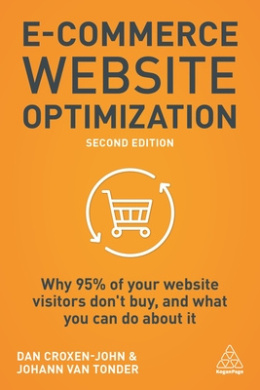 E-COMMERCE
WEBSITE
OPTIMIZATION
SECOND EDITION
Why 95% of your website
visitors don't buy, and what
you can do about it
DAN CROXEN-JOHN &
JOHANN VAN TONDER
KoganPage